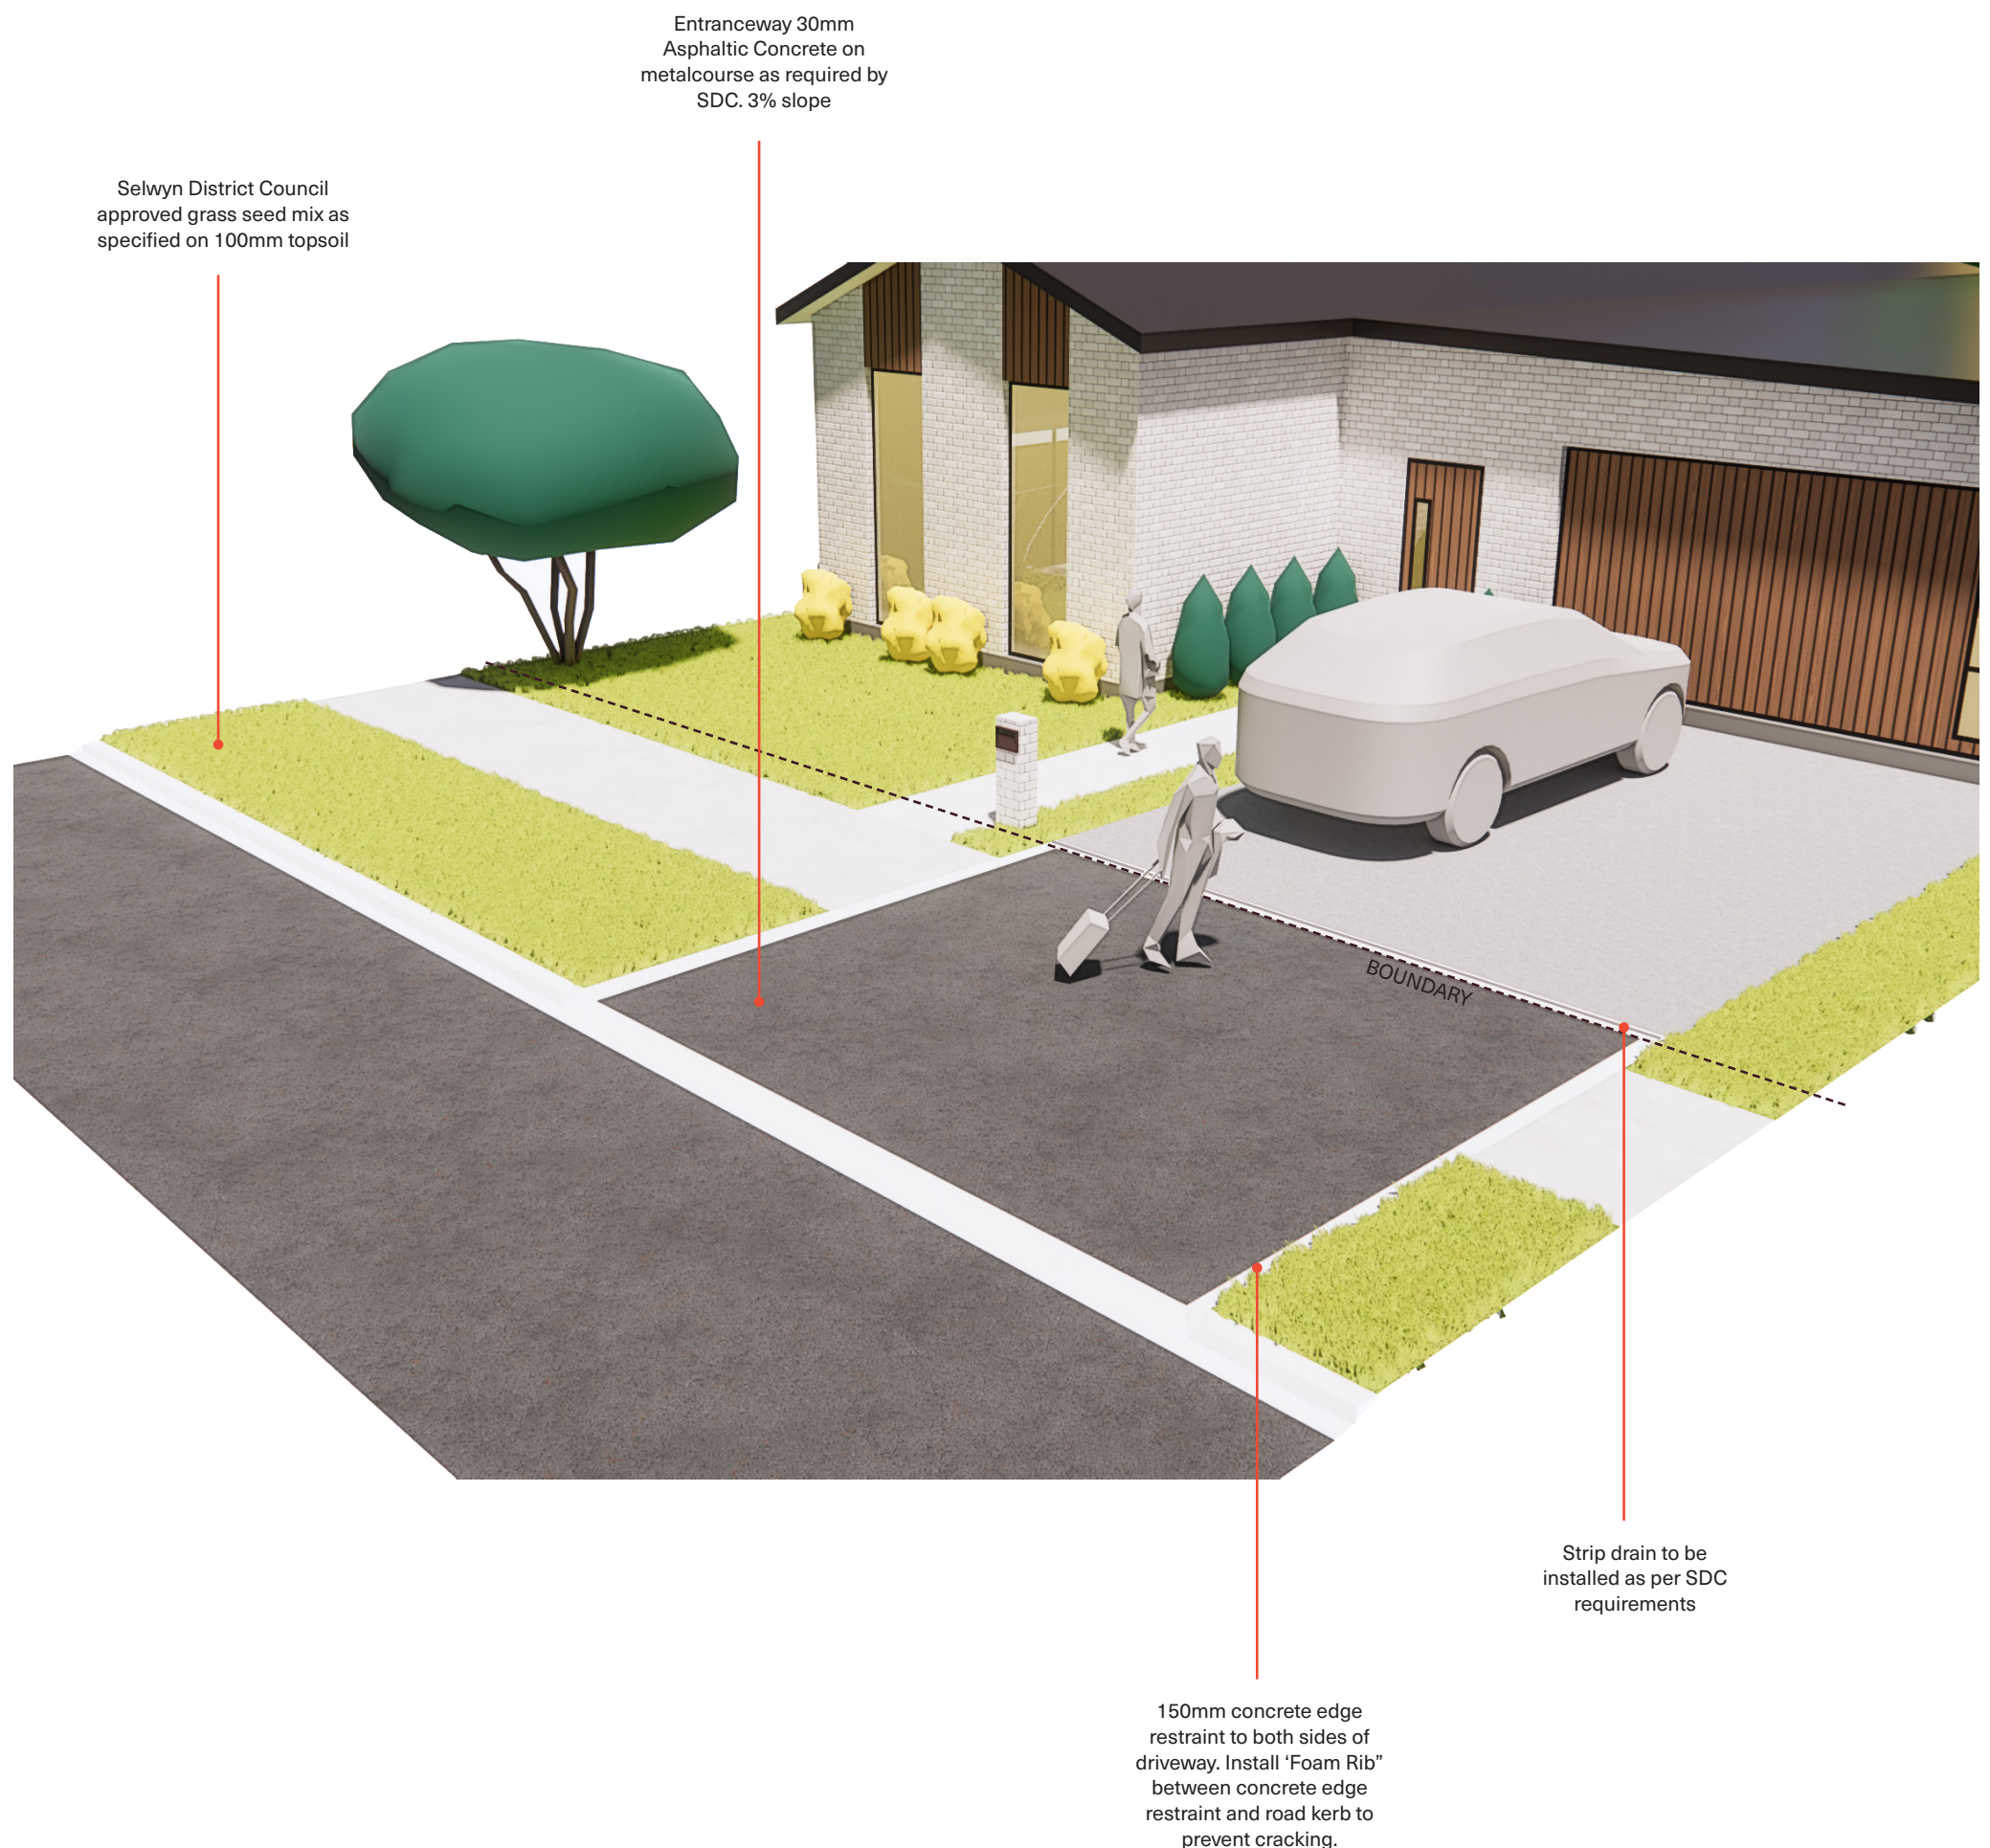 Entranceway 30mm
Asphaltic Concrete on
metalcourse as required by
SDC. 3% slope
Selwyn District Council
approved grass seed mix as
specified on 100mm topsoil
BOUNDARY
Strip drain to be
installed as per SDC
requirements
150mm concrete edge
restraint to both sides of
driveway. Install ‘Foam Rib”
between concrete edge
restraint and road kerb to
prevent cracking.